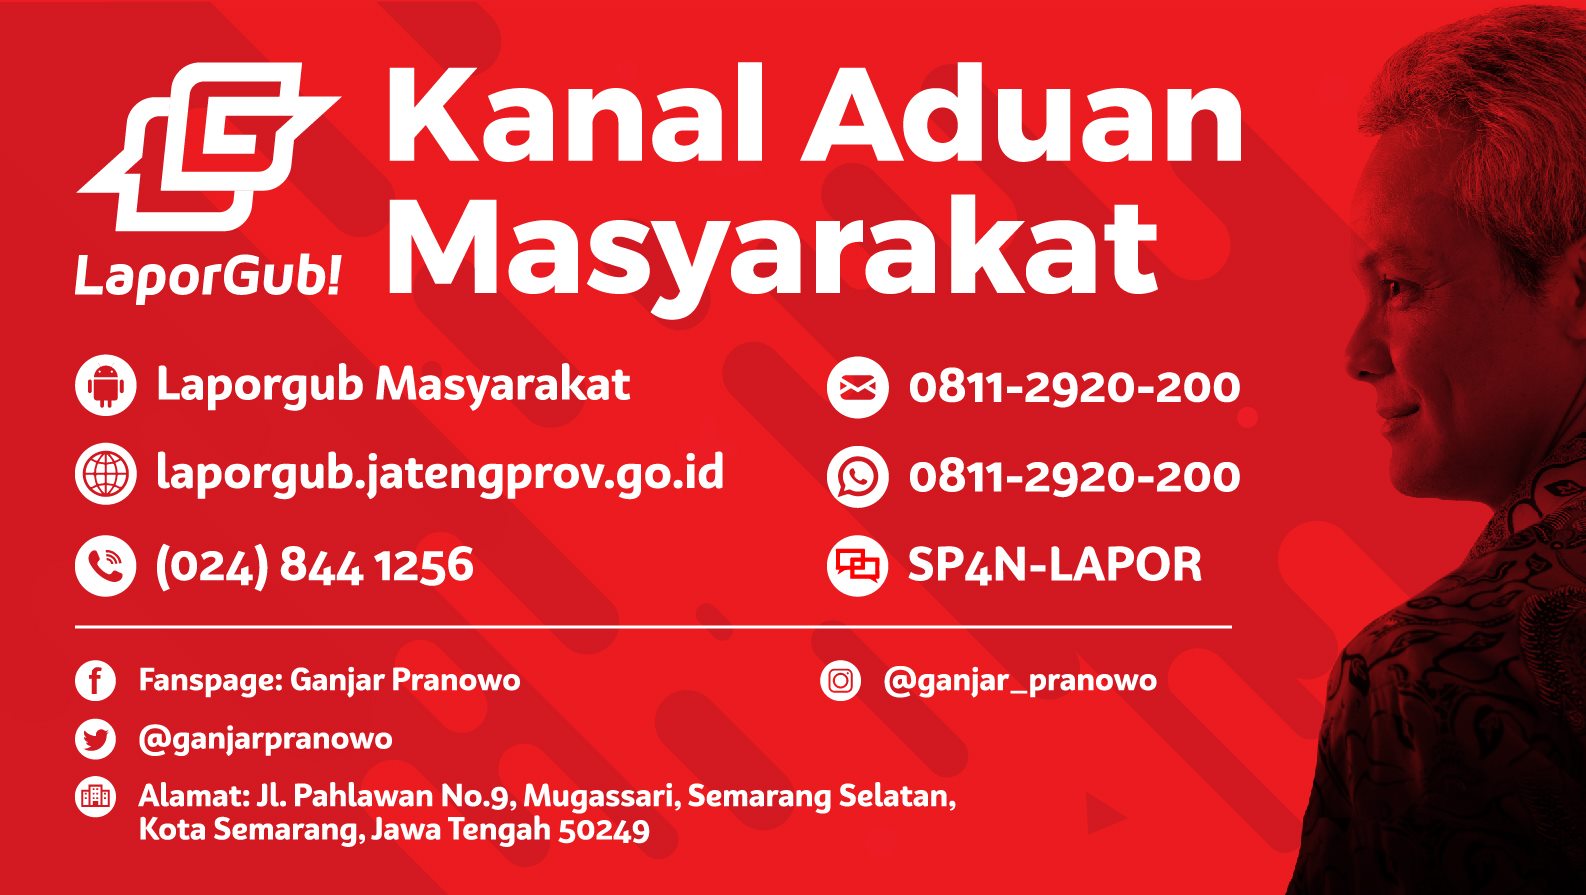 LaporGub!
Kanal Aduan
Masyarakat
Laporgub Masyarakat
laporgub.jatengprov.go.id
(024) 844 1256
0811-2920-200
0811-2920-200
SP4N-LAPOR
Fanspage: Ganjar Pranowo
@ganjar_pranowo
@ganjarpranowo
Alamat: Jl. Pahlawan No.9, Mugassari, Semarang Selatan,
Kota Semarang, Jawa Tengah 50249